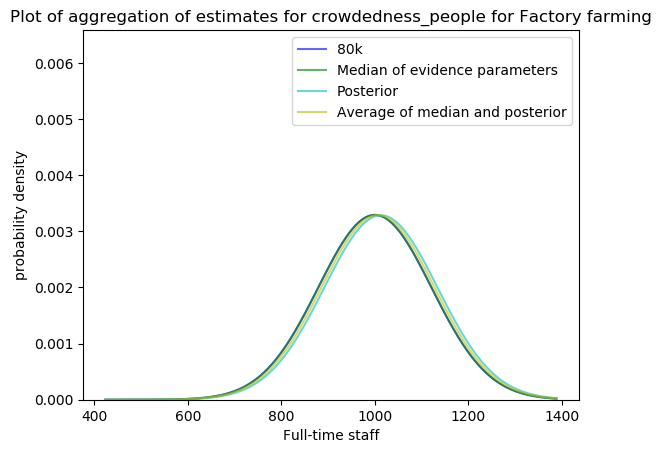 Plot of aggregation of estimates for crowdedness_people for Factory farming
80k
Median of evidence parameters
Posterior
Average of median and posterior
probability density
0.006
0.005
0.004
0.003
0.002
0.001
0.000
400 600 800 1000 1200 1400
Full-time staff